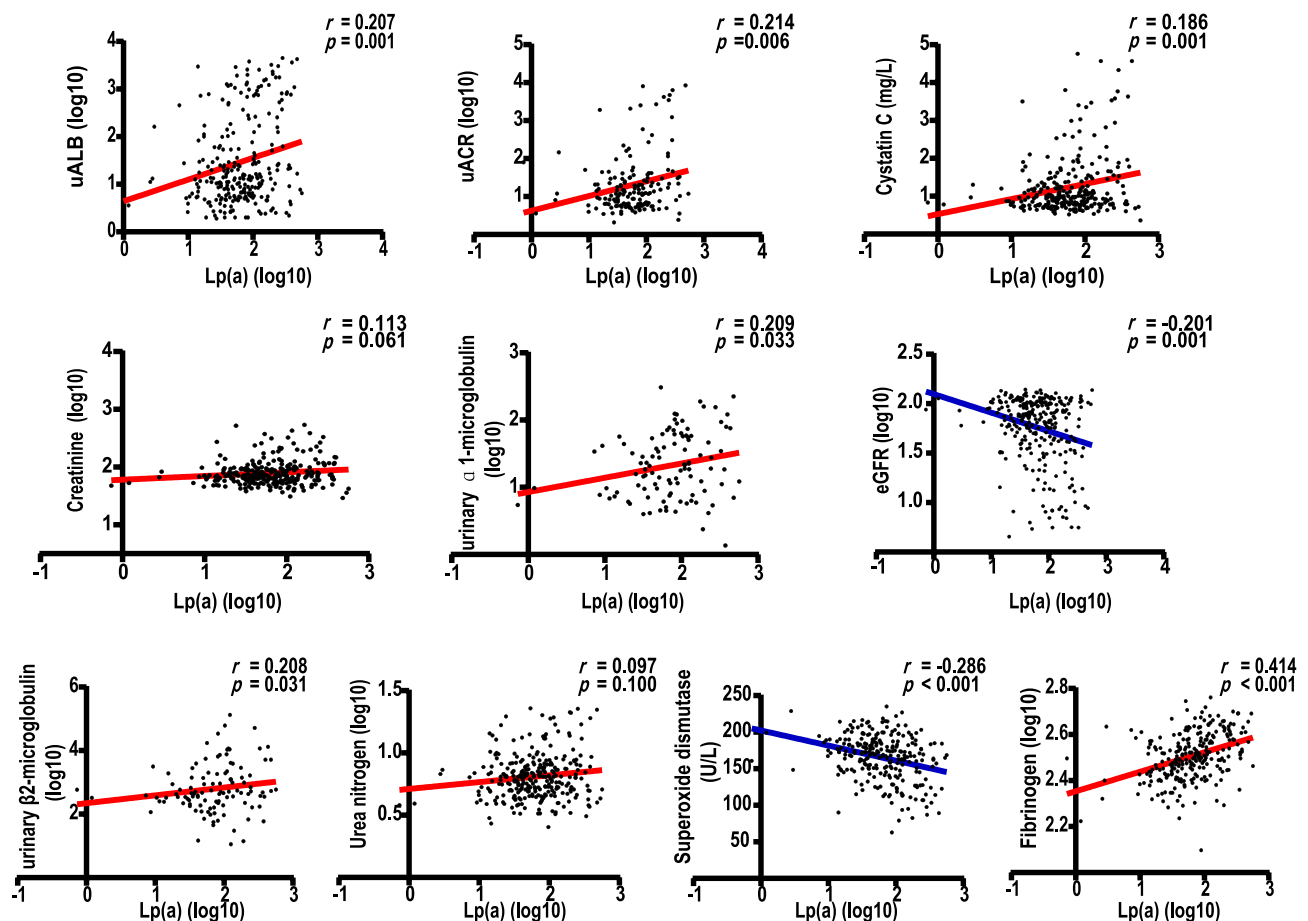 r = 0.207
p = 0.001
uALB (log10)
4
3
2
1
0
0 1 2 3 4
Lp(a) (log10)
r = 0.214
p =0.006
uACR (log10)
5
4
3
2
1
-1 0 1 2 3 4
Lp(a) (log10)
r = 0.186
p = 0.001
Cystatin C (mg/L)
5
4
3
2
1
-1 0 1 2 3
Lp(a) (log10)
r = 0.113
p = 0.061
Creatinine (log10)
4
3
2
1
-1 0 1 2 3
Lp(a) (log10)
r = 0.209
p = 0.033
urinary α 1-microglobulin
(log10)
3
2
1
-1 0 1 2 3
Lp(a) (log10)
r = -0.201
p = 0.001
eGFR (log10)
2.5
2.0
1.5
1.0
-1 0 1 2 3 4
Lp(a) (log10)
r = 0.208
p = 0.031
urinary β2-microglobulin
(log10)
6
4
2
-1 0 1 2 3
Lp(a) (log10)
r = 0.097
p = 0.100
Urea nitrogen (log10)
1.5
1.0
0.5
-1 0 1 2 3
Lp(a) (log10)
r = -0.286
p < 0.001
Superoxide dismutase
(U/L)
250
200
150
100
50
-1 0 1 2 3
Lp(a) (log10)
r = 0.414
p < 0.001
Fibrinogen (log10)
2.8
2.6
2.4
2.2
-1 0 1 2 3
Lp(a) (log10)